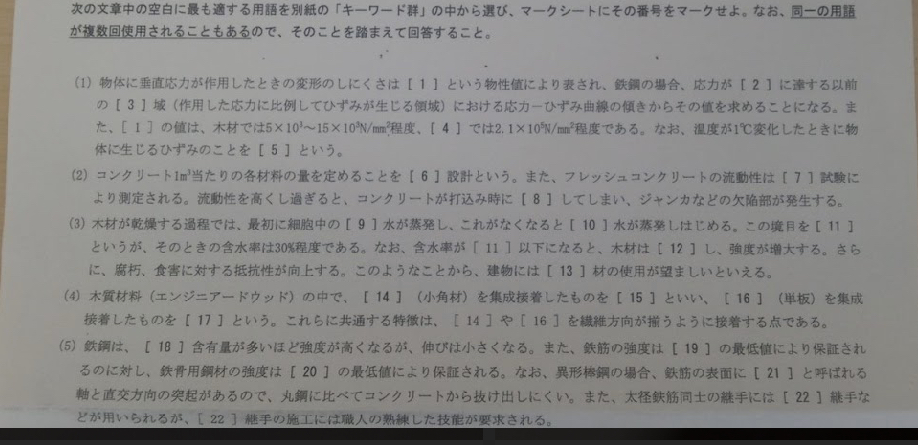 次の文章中の空白に最も適する用語を別紙の「キーワード群」の中から選び、マークシートにその番号をマークせよ。なお、同一の用語
が複数回使用されることもあるので、そのことを踏まえて回答すること。
(1) 物体に垂直応力が作用したときの変形のしにくさは [ 1 ] という物性値により表され、鉄鋼の場合、応力が [ 2 ] に達する以前
の [ 3 ] 域（作用した応力に比例してひずみが生じる領域）における応力−ひずみ曲線の傾きからその値を求めることになる。ま
た、[ 1 ] の値は、木材では5×10³〜15×10³N/mm²程度、[ 4 ] では2.1×10⁵N/mm²程度である。なお、温度が1℃変化したときに物
体に生じるひずみのことを [ 5 ] という。
(2) コンクリート1m³当たりの各材料の量を定めることを [ 6 ] 設計という。また、フレッシュコンクリートの流動性は [ 7 ] 試験に
より測定される。流動性を高くし過ぎると、コンクリートが打込み時に [ 8 ] してしまい、ジャンカなどの欠陥部が発生する。
(3) 木材が乾燥する過程では、最初に細胞中の [ 9 ] 水が蒸発し、これがなくなると [ 10 ] 水が蒸発しはじめる。この境目を [ 11 ]
というが、そのときの含水率は30%程度である。なお、含水率が [ 11 ] 以下になると、木材は [ 12 ] し、強度が増大する。さら
に、腐朽、食害に対する抵抗性が向上する。このようなことから、建物には [ 13 ] 材の使用が望ましいといえる。
(4) 木質材料（エンジニアードウッド）の中で、 [ 14 ] （小角材）を集成接着したものを [ 15 ] といい、 [ 16 ] （単板）を集成
接着したものを [ 17 ] という。これらに共通する特徴は、 [ 14 ] や [ 16 ] を繊維方向が揃うように接着する点である。
(5) 鉄鋼は、 [ 18 ] 含有量が多いほど強度が高くなるが、伸びは小さくなる。また、鉄筋の強度は [ 19 ] の最低値により保証され
るのに対し、鉄骨用鋼材の強度は [ 20 ] の最低値により保証される。なお、異形棒鋼の場合、鉄筋の表面に [ 21 ] と呼ばれる
軸と直交方向の突起があるので、丸鋼に比べてコンクリートから抜け出しにくい。また、太径鉄筋同士の継手には [ 22 ] 継手な
どが用いられるが、[ 22 ] 継手の施工には職人の熟練した技能が要求される。